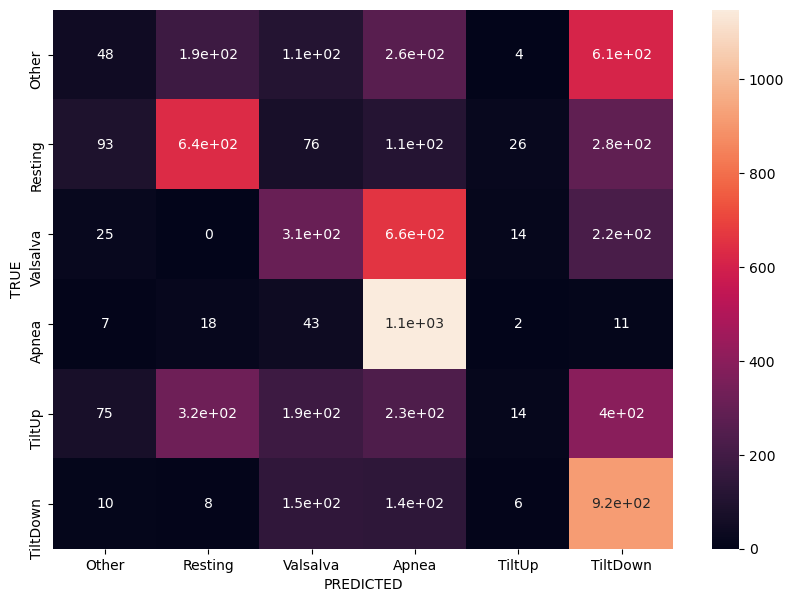 Other 48 1.9e+02 1.1e+02 2.6e+02 4 6.1e+02
Resting 93 6.4e+02 76 1.1e+02 26 2.8e+02
Valsalva 25 0 3.1e+02 6.6e+02 14 2.2e+02
Apnea 7 18 43 1.1e+03 2 11
TiltUp 75 3.2e+02 1.9e+02 2.3e+02 14 4e+02
TiltDown 10 8 1.5e+02 1.4e+02 6 9.2e+02
TRUE
Other Resting Valsalva Apnea TiltUp TiltDown
PREDICTED
1000
800
600
400
200
0